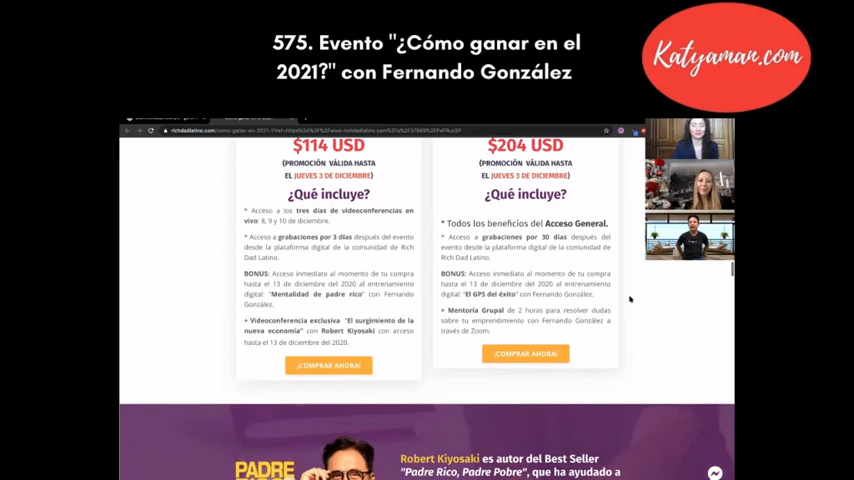 575. Evento "¿Cómo ganar en el
2021?" con Fernando González
Katyaman.com
$114 USD
(PROMOCIÓN VÁLIDA HASTA
EL JUEVES 3 DE DICIEMBRE)
¿Qué incluye?
* Acceso a los tres días de videoconferencias en
vivo: 8, 9 y 10 de diciembre.
* Acceso a grabaciones por 3 días después del evento
desde la plataforma digital de la comunidad de Rich
Dad Latino.
BONUS: Acceso inmediato al momento de tu compra
hasta el 13 de diciembre del 2020 al entrenamiento
digital: "Mentalidad de padre rico" con Fernando
González.
+ Videoconferencia exclusiva "El surgimiento de la
nueva economía" con Robert Kiyosaki con acceso
hasta el 13 de diciembre del 2020.
¡COMPRAR AHORA!
$204 USD
(PROMOCIÓN VÁLIDA HASTA
EL JUEVES 3 DE DICIEMBRE)
¿Qué incluye?
* Todos los beneficios del Acceso General.
* Acceso a grabaciones por 30 días después del
evento desde la plataforma digital de la comunidad de
Rich Dad Latino.
BONUS: Acceso inmediato al momento de tu compra
hasta el 13 de diciembre del 2020 al entrenamiento
digital: "El GPS del éxito" con Fernando González.
+ Mentoría Grupal de 2 horas para resolver dudas
sobre tu emprendimiento con Fernando González a
través de Zoom.
¡COMPRAR AHORA!
PADRE
Robert Kiyosaki es autor del Best Seller
"Padre Rico, Padre Pobre", que ha ayudado a